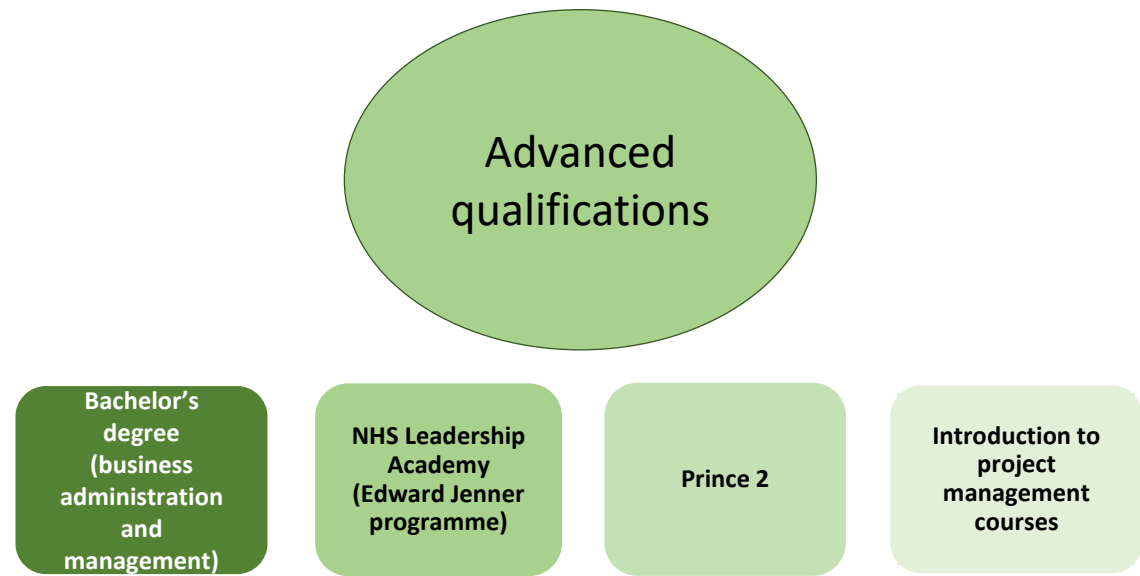 Advanced
qualifications
Bachelor’s
degree
(business
administration
and
management)
NHS Leadership
Academy
(Edward Jenner
programme)
Prince 2
Introduction to
project
management
courses